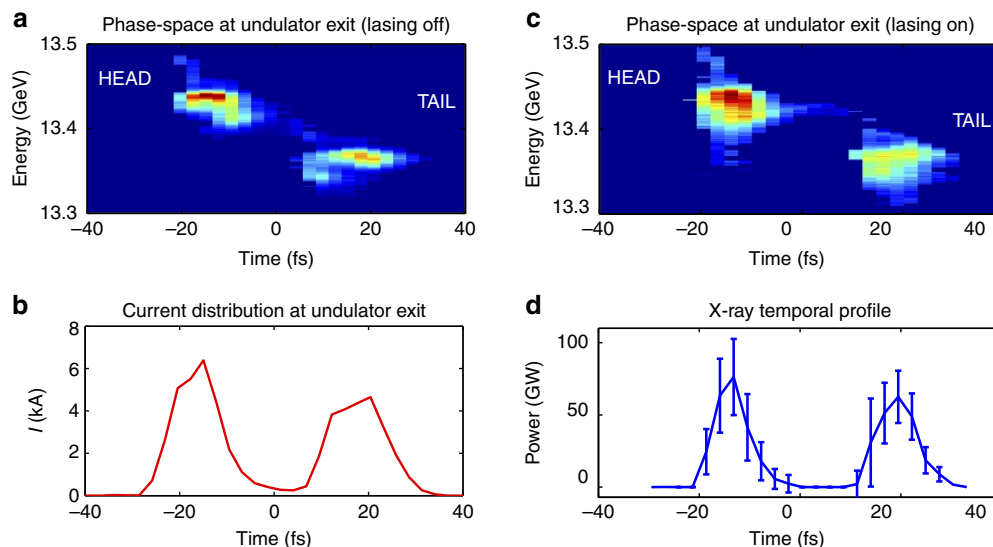 a
Phase-space at undulator exit (lasing off)
13.5
13.4
13.3
Energy (GeV)
HEAD
TAIL
−40
−20
0
20
40
Time (fs)
c
Phase-space at undulator exit (lasing on)
13.5
13.4
13.3
Energy (GeV)
HEAD
TAIL
−40
−20
0
20
40
Time (fs)
b
Current distribution at undulator exit
8
6
4
2
0
I (kA)
−40
−20
0
20
40
Time (fs)
d
X-ray temporal profile
100
50
0
Power (GW)
−40
−20
0
20
40
Time (fs)